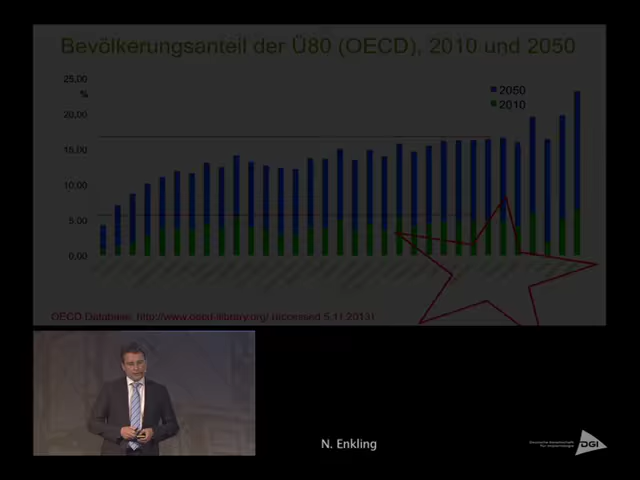 Bevölkerungsanteil der Ü80 (OECD), 2010 und 2050
25,00
%
20,00
15,00
10,00
5,00
0,00
2050
2010
OECD Database, http://www.oecd-ilibrary.org/ (accessed 5.11.2013)
N. Enkling
DGI